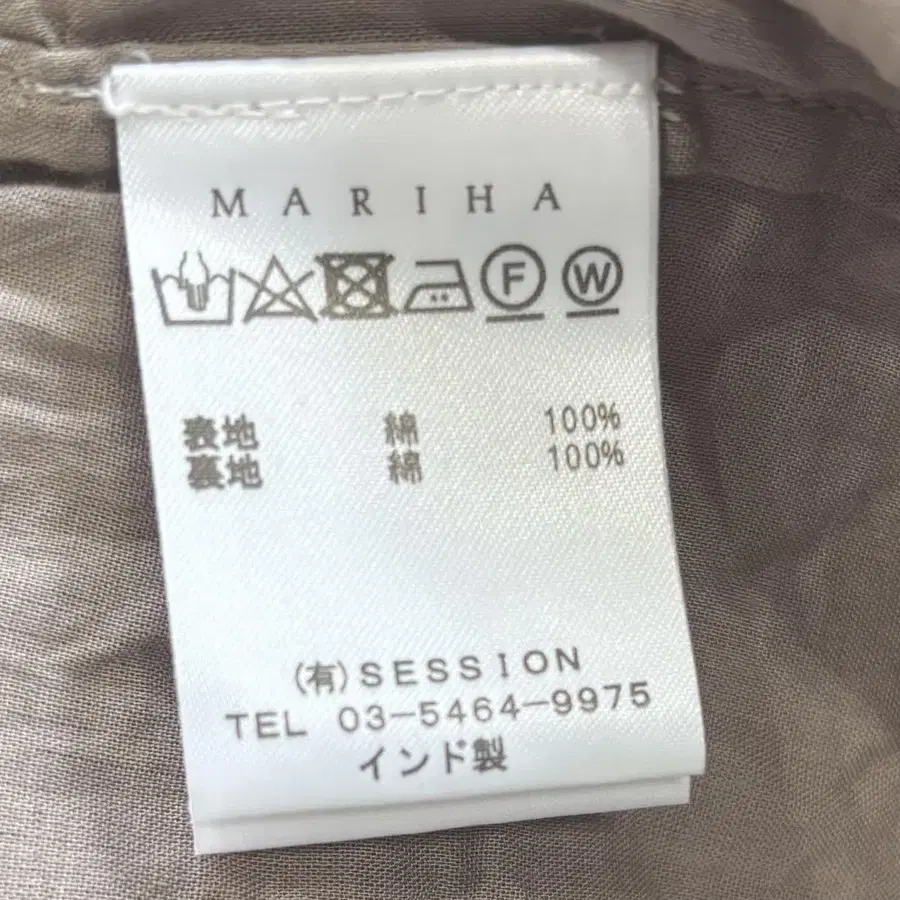 MARIHA
F W
表地 綿 100%
裏地 綿 100%
(有)SESSION
TEL 03-5464-9975
インド製